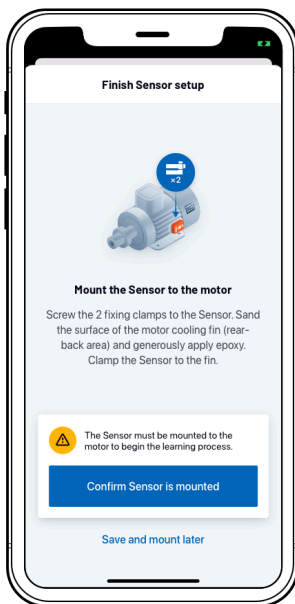 Finish Sensor setup
×2
Mount the Sensor to the motor
Screw the 2 fixing clamps to the Sensor. Sand
the surface of the motor cooling fin (rear-
back area) and generously apply epoxy.
Clamp the Sensor to the fin.
The Sensor must be mounted to the
motor to begin the learning process.
Confirm Sensor is mounted
Save and mount later